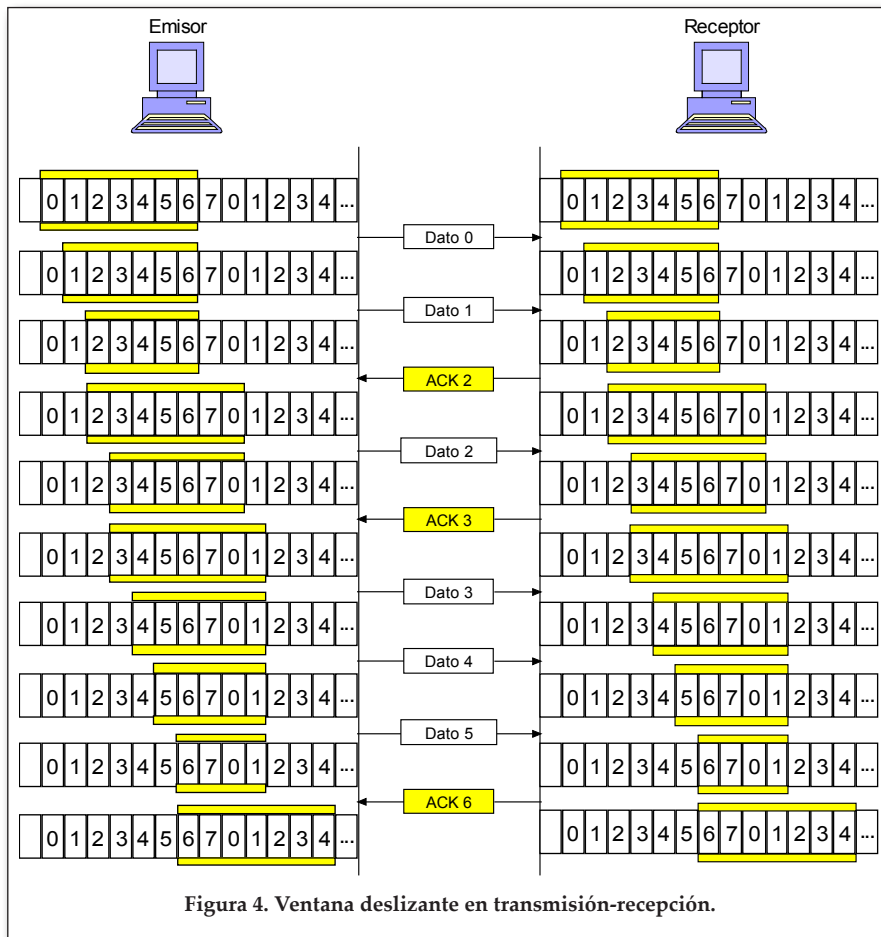 Emisor Receptor
0 1 2 3 4 5 6 7 0 1 2 3 4 ... 0 1 2 3 4 5 6 7 0 1 2 3 4 ...
Dato 0
0 1 2 3 4 5 6 7 0 1 2 3 4 ... 0 1 2 3 4 5 6 7 0 1 2 3 4 ...
Dato 1
0 1 2 3 4 5 6 7 0 1 2 3 4 ... 0 1 2 3 4 5 6 7 0 1 2 3 4 ...
ACK 2
0 1 2 3 4 5 6 7 0 1 2 3 4 ... 0 1 2 3 4 5 6 7 0 1 2 3 4 ...
Dato 2
0 1 2 3 4 5 6 7 0 1 2 3 4 ... 0 1 2 3 4 5 6 7 0 1 2 3 4 ...
ACK 3
0 1 2 3 4 5 6 7 0 1 2 3 4 ... 0 1 2 3 4 5 6 7 0 1 2 3 4 ...
Dato 3
0 1 2 3 4 5 6 7 0 1 2 3 4 ... 0 1 2 3 4 5 6 7 0 1 2 3 4 ...
Dato 4
0 1 2 3 4 5 6 7 0 1 2 3 4 ... 0 1 2 3 4 5 6 7 0 1 2 3 4 ...
Dato 5
0 1 2 3 4 5 6 7 0 1 2 3 4 ... 0 1 2 3 4 5 6 7 0 1 2 3 4 ...
ACK 6
0 1 2 3 4 5 6 7 0 1 2 3 4 ... 0 1 2 3 4 5 6 7 0 1 2 3 4 ...
Figura 4. Ventana deslizante en transmisión-recepción.